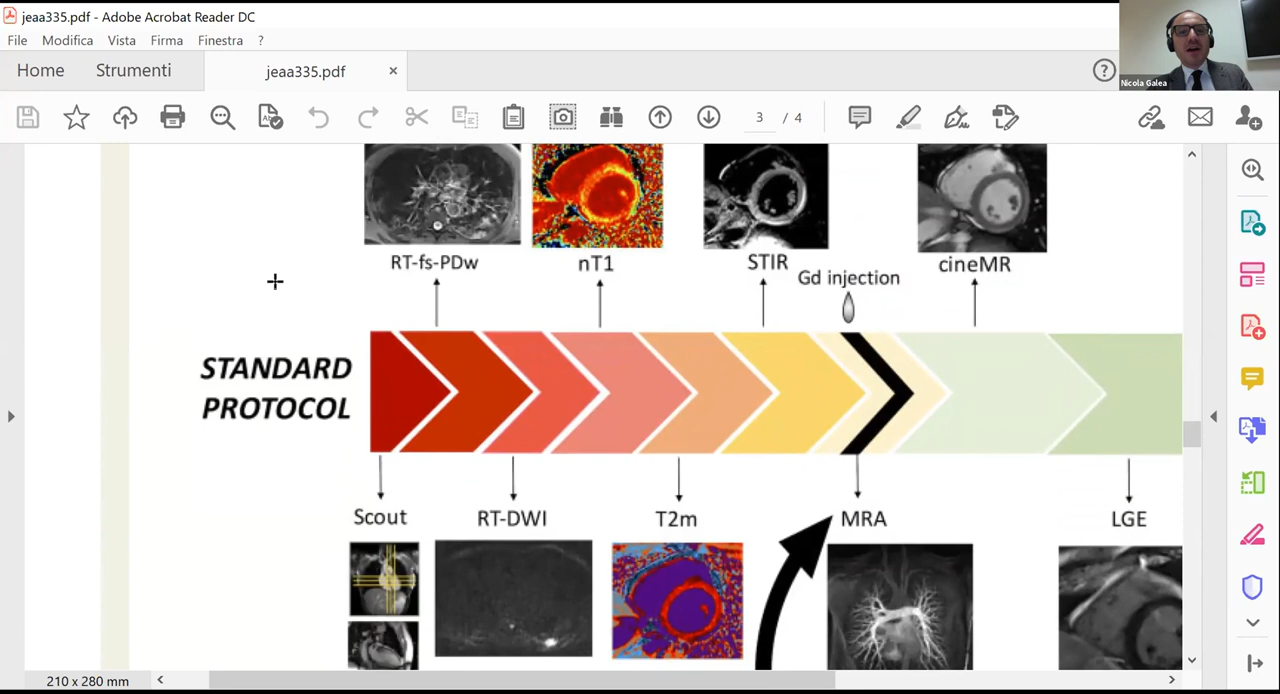 jeaa335.pdf - Adobe Acrobat Reader DC
File Modifica Vista Firma Finestra ?
Home Strumenti jeaa335.pdf ×
Nicola Galea
3 / 4
RT-fs-PDw nT1 STIR Gd injection cineMR
STANDARD
PROTOCOL
Scout RT-DWI T2m MRA LGE
210 x 280 mm